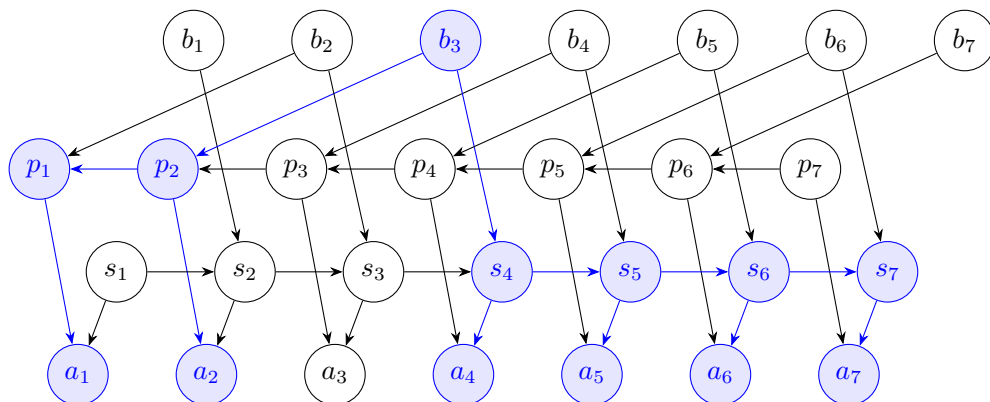 b₁ b₂ b₃ b₄ b₅ b₆ b₇
p₁ p₂ p₃ p₄ p₅ p₆ p₇
s₁ s₂ s₃ s₄ s₅ s₆ s₇
a₁ a₂ a₃ a₄ a₅ a₆ a₇